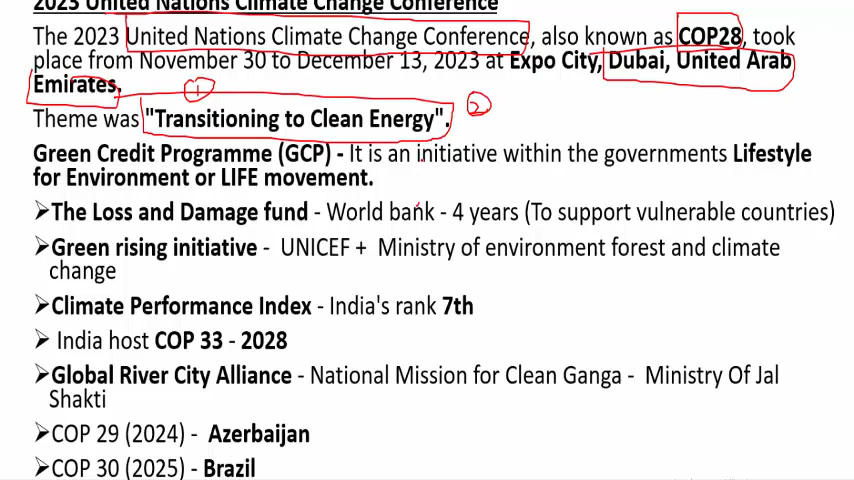 2023 United Nations Climate Change Conference
The 2023 United Nations Climate Change Conference, also known as COP28, took
place from November 30 to December 13, 2023 at Expo City, Dubai, United Arab
Emirates.
1
Theme was "Transitioning to Clean Energy".
2
Green Credit Programme (GCP) - It is an initiative within the governments Lifestyle
for Environment or LIFE movement.
➢The Loss and Damage fund - World bank - 4 years (To support vulnerable countries)
➢Green rising initiative - UNICEF + Ministry of environment forest and climate
change
➢Climate Performance Index - India's rank 7th
➢ India host COP 33 - 2028
➢Global River City Alliance - National Mission for Clean Ganga - Ministry Of Jal
Shakti
➢COP 29 (2024) - Azerbaijan
➢COP 30 (2025) - Brazil